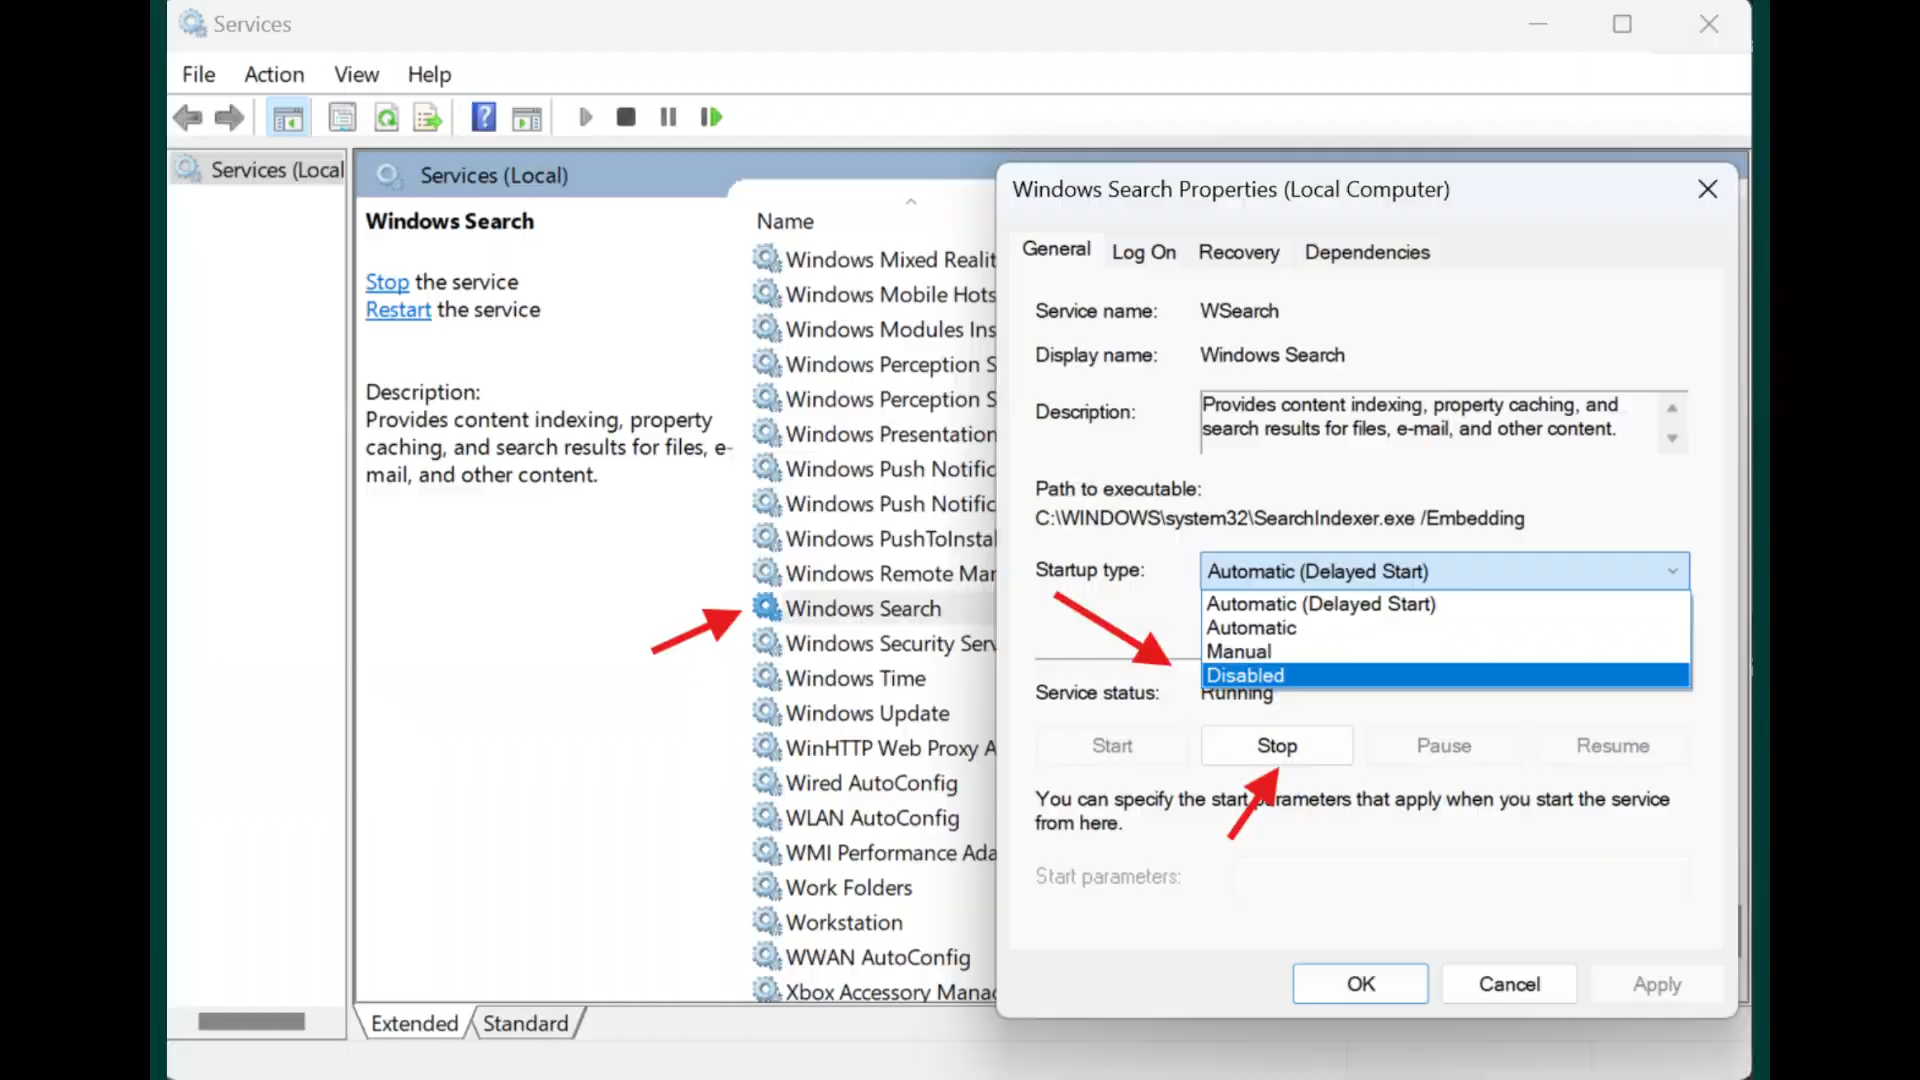 Services
File Action View Help
Services (Local
Services (Local)
Windows Search
Stop the service
Restart the service
Description:
Provides content indexing, property
caching, and search results for files, e-
mail, and other content.
Name
Windows Mixed Realit
Windows Mobile Hots
Windows Modules Ins
Windows Perception S
Windows Perception S
Windows Presentation
Windows Push Notific
Windows Push Notific
Windows PushToInstal
Windows Remote Man
Windows Search
Windows Security Serv
Windows Time
Windows Update
WinHTTP Web Proxy A
Wired AutoConfig
WLAN AutoConfig
WMI Performance Ada
Work Folders
Workstation
WWAN AutoConfig
Xbox Accessory Manag
Extended Standard
Windows Search Properties (Local Computer)
General Log On Recovery Dependencies
Service name: WSearch
Display name: Windows Search
Description: Provides content indexing, property caching, and
search results for files, e-mail, and other content.
Path to executable:
C:\WINDOWS\system32\SearchIndexer.exe /Embedding
Startup type: Automatic (Delayed Start)
Automatic (Delayed Start)
Automatic
Manual
Disabled
Service status: Running
Start Stop Pause Resume
You can specify the start parameters that apply when you start the service
from here.
Start parameters:
OK Cancel Apply